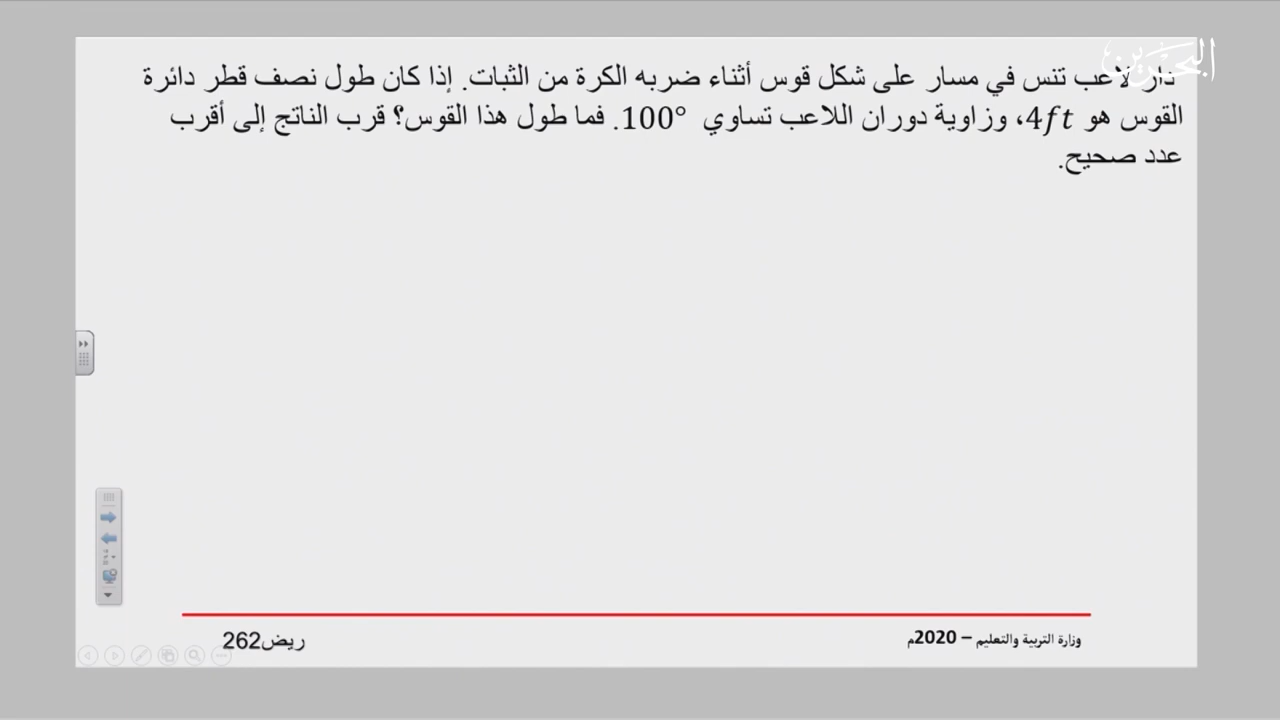 البحرين
دار لاعب تنس في مسار على شكل قوس أثناء ضربه الكرة من الثبات. إذا كان طول نصف قطر دائرة
القوس هو 4ft، وزاوية دوران اللاعب تساوي 100°. فما طول هذا القوس؟ قرب الناتج إلى أقرب
عدد صحيح.
وزارة التربية والتعليم – 2020م
ريض262